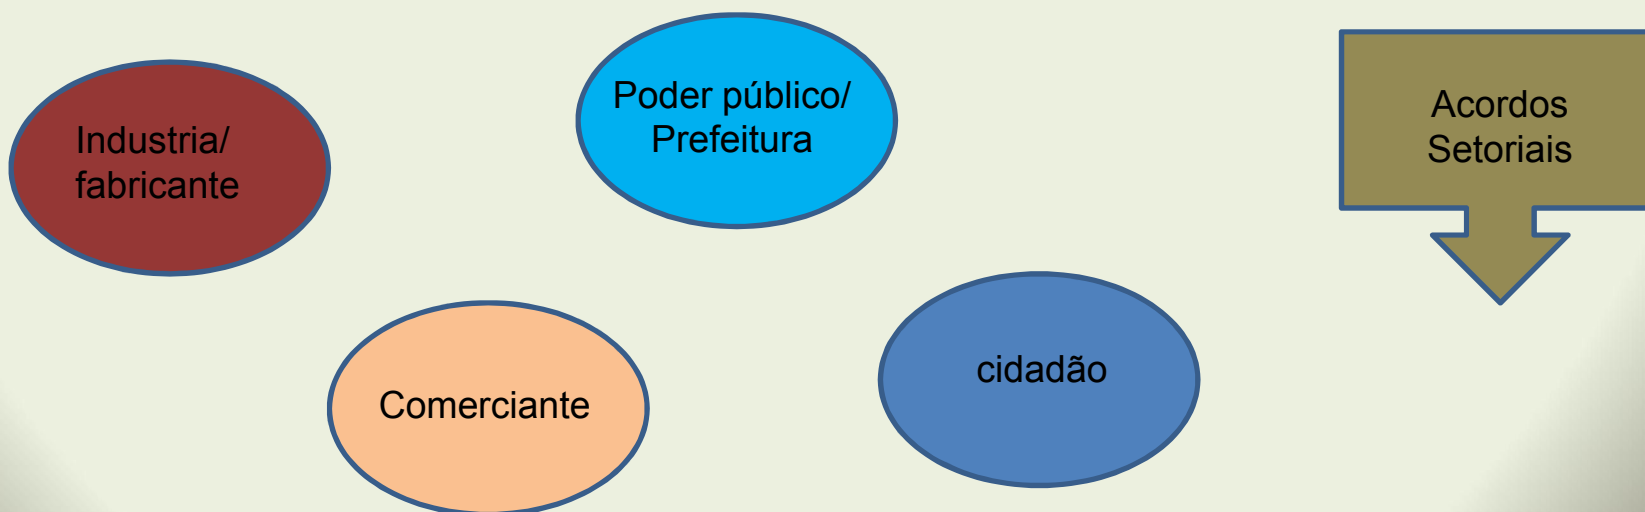 Industria/
fabricante
Poder público/
Prefeitura
Acordos
Setoriais
Comerciante
cidadão